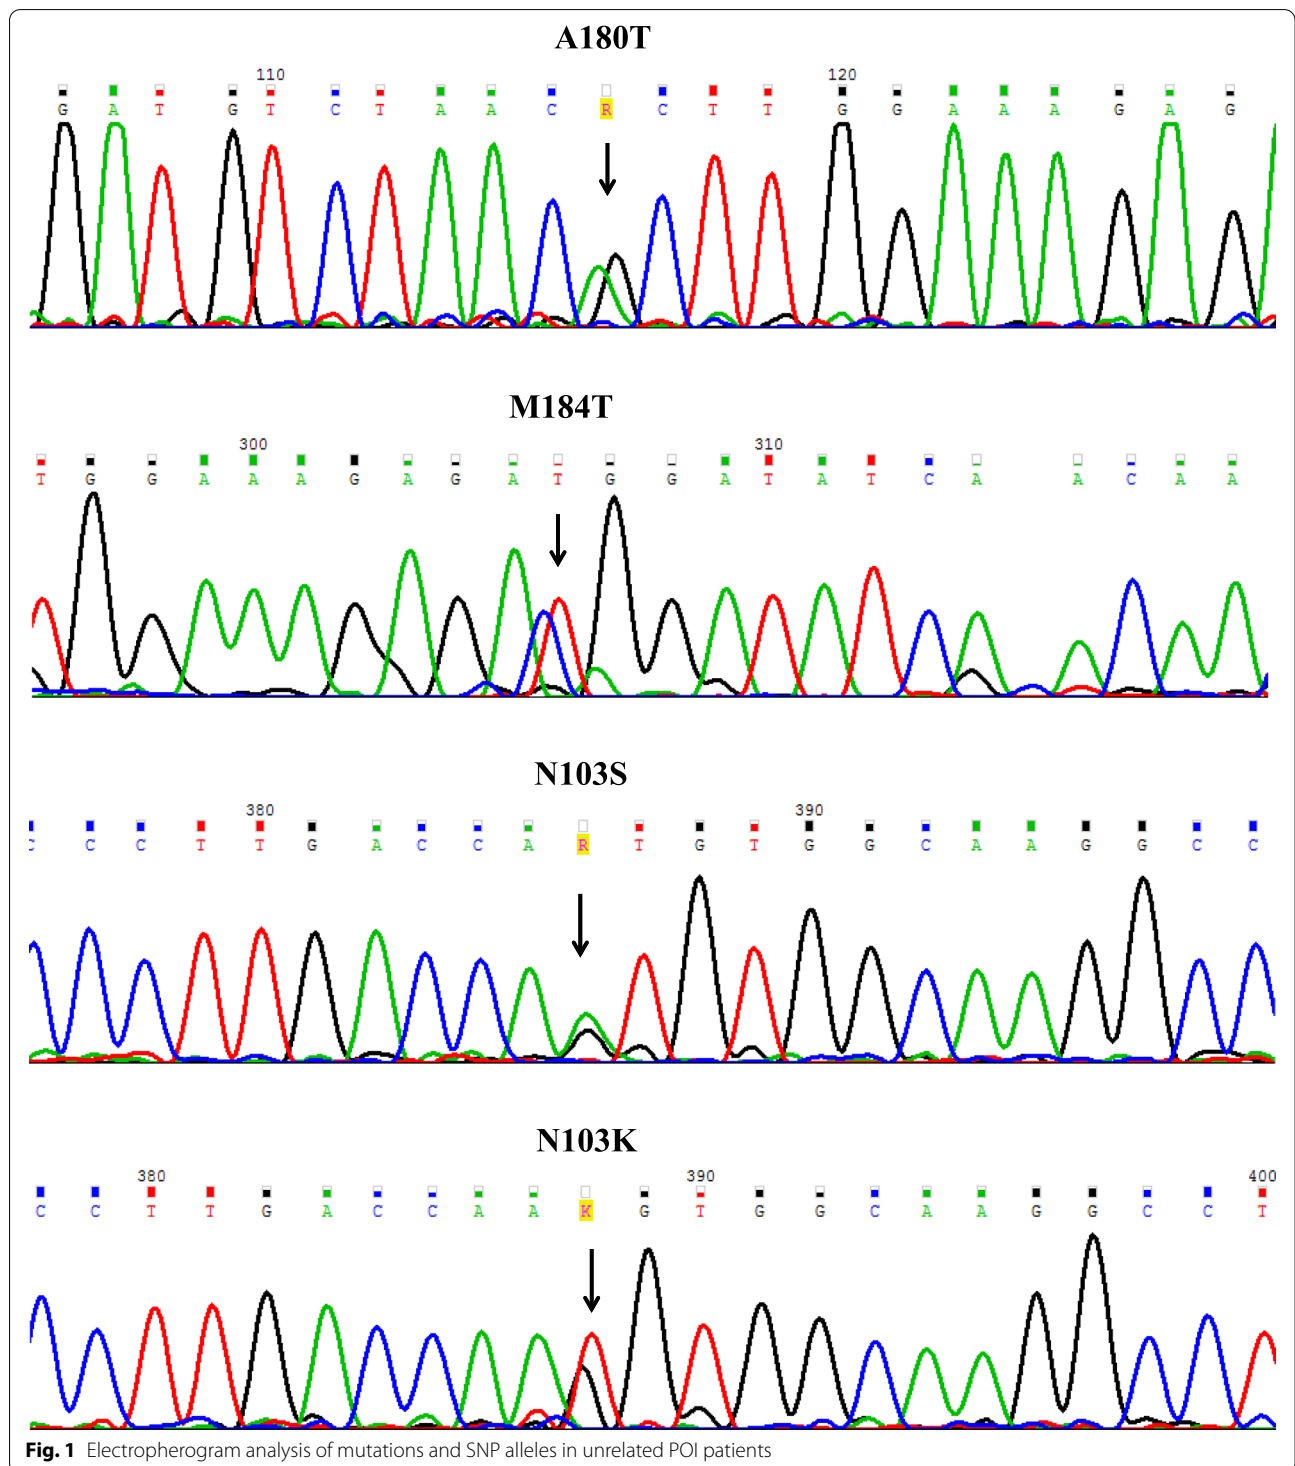 A180T
110 120
G A T G T C T A A C R C T T G G A A A G A G
M184T
300 310
T G G A A A G A G A T G G A T A T C A A C A A
N103S
380 390
C C C T T G A C C A R T G T G G C A A G G C C
N103K
380 390 400
C C T T G A C C A A K G T G G C A A G G C C T
Fig. 1 Electropherogram analysis of mutations and SNP alleles in unrelated POI patients